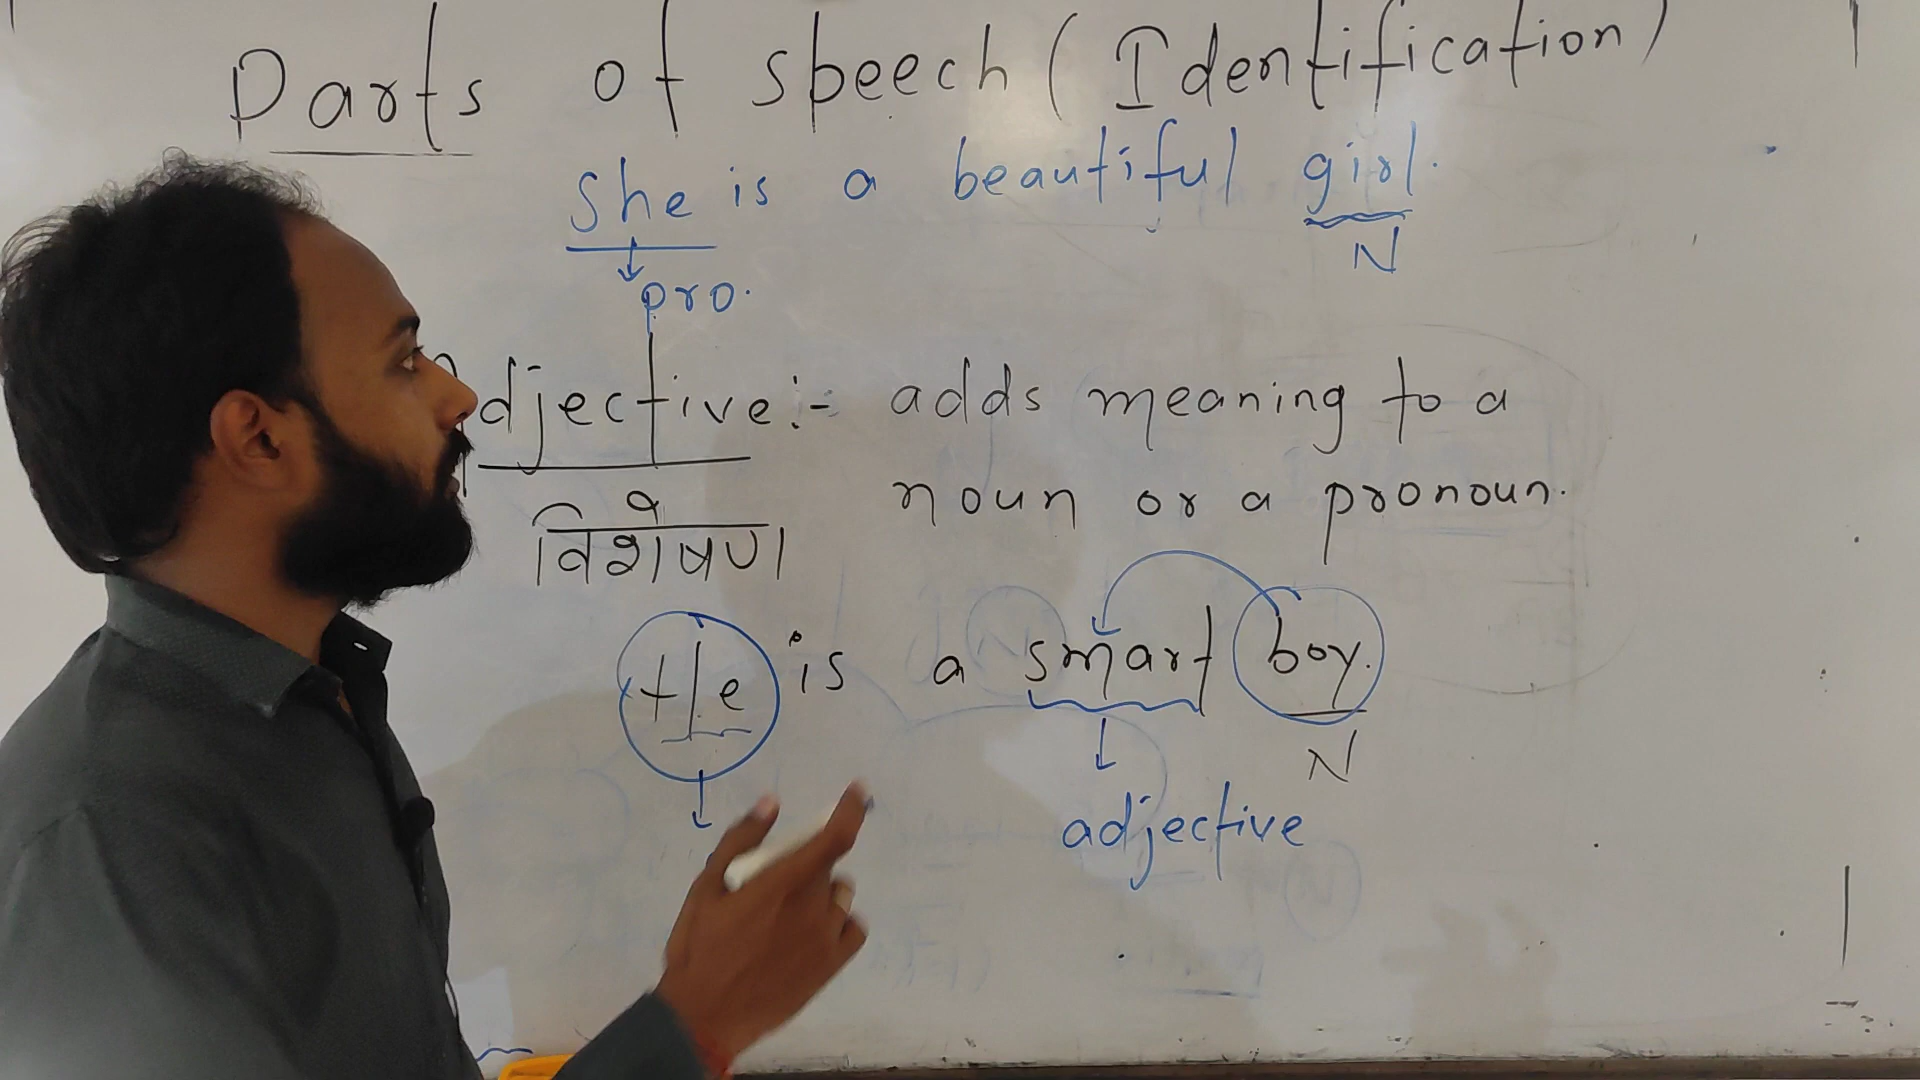 Parts of speech (Identification)
She is a beautiful girl.
N
pro.
Adjective:- adds meaning to a
noun or a pronoun.
विशेषण
He is a smart boy.
N
adjective